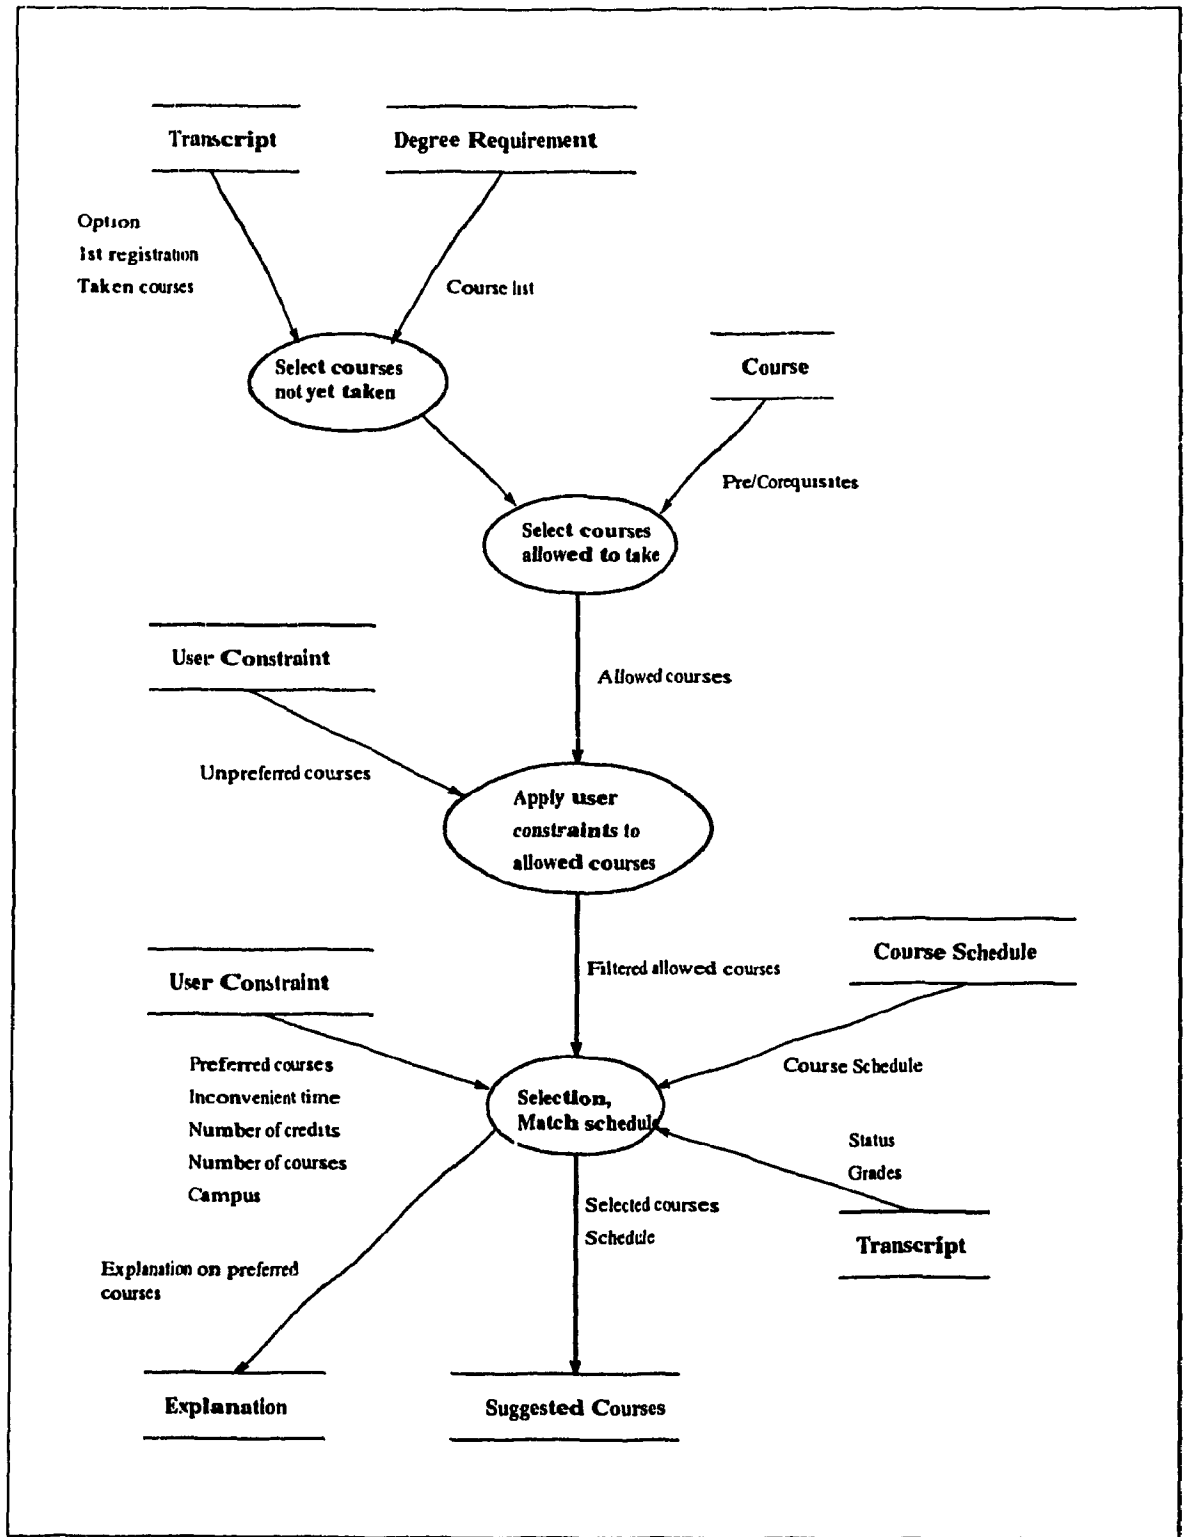 Transcript
Degree Requirement
Option
1st registration
Taken courses
Course list
Select courses
not yet taken
Course
Pre/Corequisites
Select courses
allowed to take
User Constraint
Allowed courses
Unpreferred courses
Apply user
constraints to
allowed courses
User Constraint
Filtered allowed courses
Course Schedule
Preferred courses
Inconvenient time
Number of credits
Number of courses
Campus
Selection,
Match schedule
Course Schedule
Status
Grades
Selected courses
Schedule
Transcript
Explanation on preferred
courses
Explanation
Suggested Courses